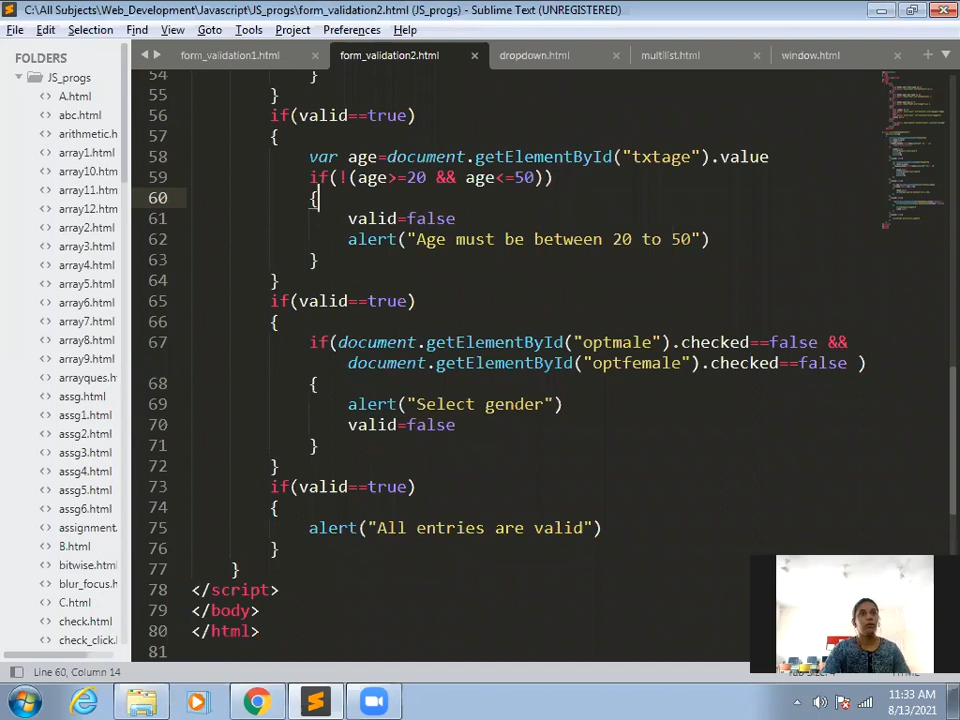 C:\All Subjects\Web_Development\Javascript\JS_progs\form_validation2.html (JS_progs) - Sublime Text (UNREGISTERED)
File Edit Selection Find View Goto Tools Project Preferences Help
FOLDERS
JS_progs
A.html
abc.html
arithmetic.h
array1.html
array10.htm
array11.htm
array12.htm
array2.html
array3.html
array4.html
array5.html
array6.html
array7.html
array8.html
array9.html
arrayques.ht
assg.html
assg1.html
assg2.html
assg3.html
assg4.html
assg5.html
assg6.html
assignment.
B.html
bitwise.html
blur_focus.h
C.html
check.html
check_click.
form_validation1.html form_validation2.html dropdown.html multilist.html window.html
54 }
55 }
56 if(valid==true)
57 {
58 var age=document.getElementById("txtage").value
59 if(!(age>=20 && age<=50))
60 {
61 valid=false
62 alert("Age must be between 20 to 50")
63 }
64 }
65 if(valid==true)
66 {
67 if(document.getElementById("optmale").checked==false &&
document.getElementById("optfemale").checked==false )
68 {
69 alert("Select gender")
70 valid=false
71 }
72 }
73 if(valid==true)
74 {
75 alert("All entries are valid")
76 }
77 }
78 </script>
79 </body>
80 </html>
81
Line 60, Column 14
11:33 AM
8/13/2021